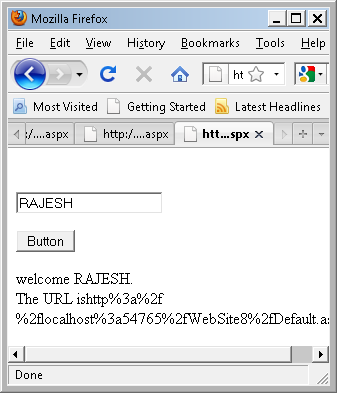 Mozilla Firefox
File Edit View History Bookmarks Tools Help
ht
Most Visited Getting Started Latest Headlines
:/....aspx http:/....aspx htt...spx
RAJESH
Button
welcome RAJESH.
The URL ishttp%3a%2f
%2flocalhost%3a54765%2fWebSite8%2fDefault.as
Done